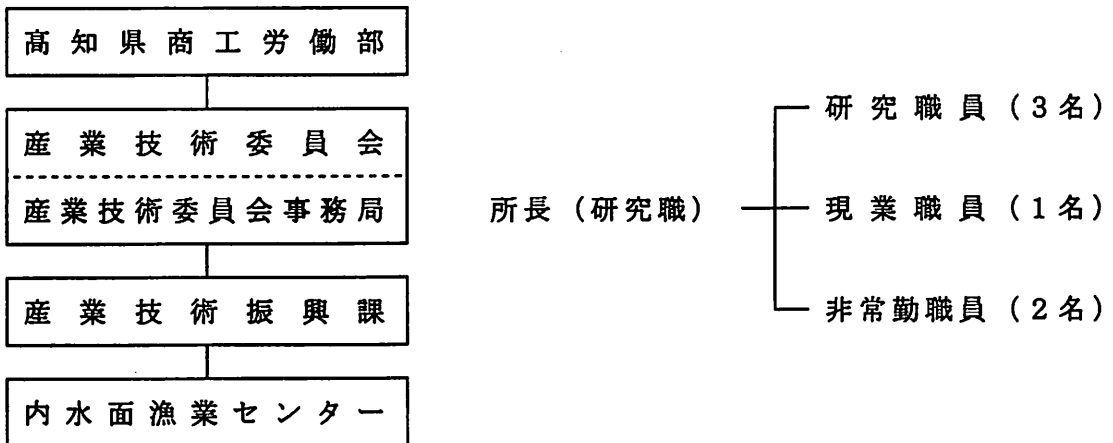 高知県商工労働部
産業技術委員会
産業技術委員会事務局
産業技術振興課
内水面漁業センター
所長（研究職）
研究職員（3名）
現業職員（1名）
非常勤職員（2名）